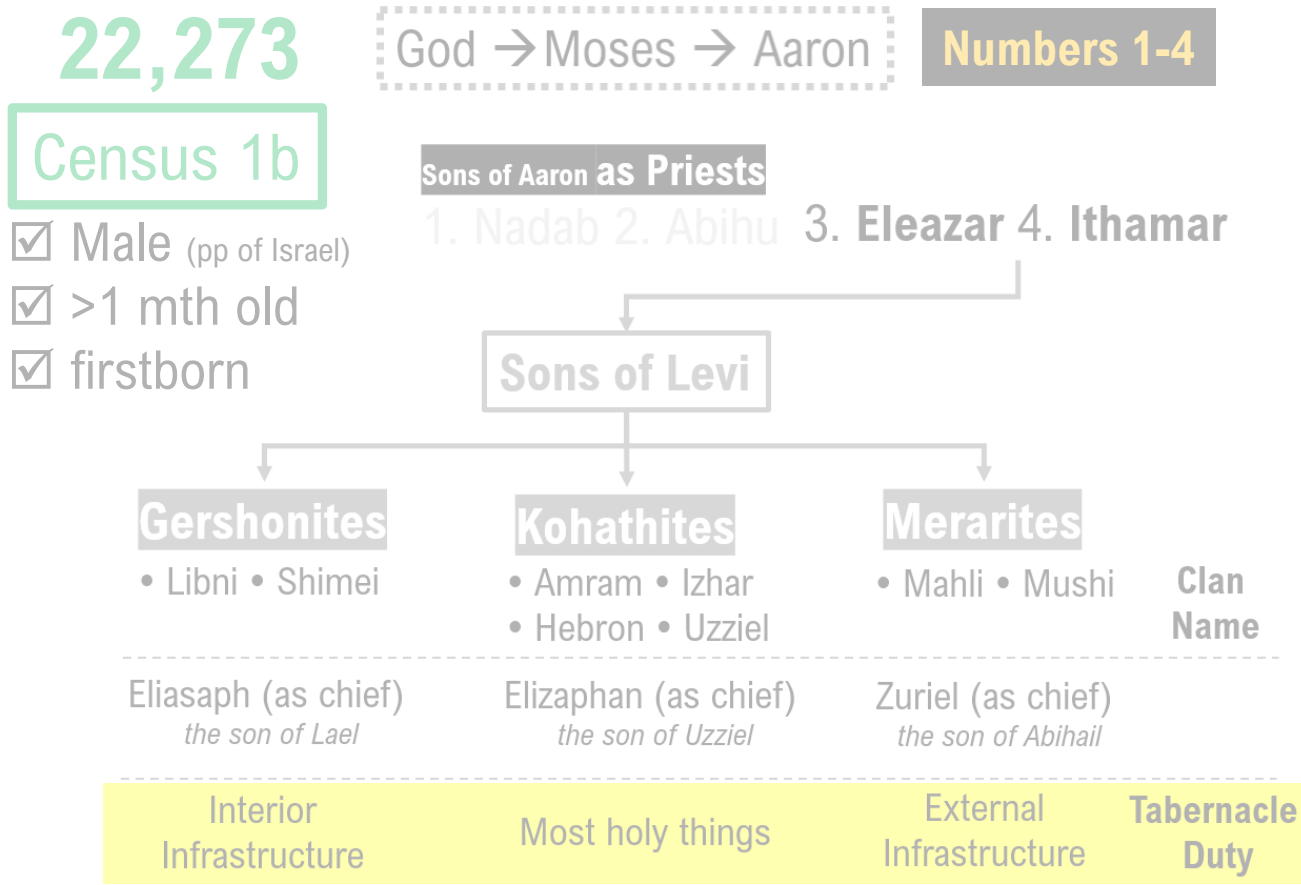 22,273
God → Moses → Aaron
Numbers 1-4
Census 1b
☑ Male (pp of Israel)
☑ >1 mth old
☑ firstborn
Sons of Aaron as Priests
1. Nadab 2. Abihu 3. Eleazar 4. Ithamar
Sons of Levi
Gershonites
• Libni • Shimei
Kohathites
• Amram • Izhar
• Hebron • Uzziel
Merarites
• Mahli • Mushi
Clan
Name
Eliasaph (as chief)
the son of Lael
Elizaphan (as chief)
the son of Uzziel
Zuriel (as chief)
the son of Abihail
Interior
Infrastructure
Most holy things
External
Infrastructure
Tabernacle
Duty